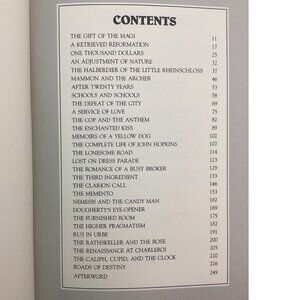 CONTENTS
THE GIFT OF THE MAGI 11
A RETRIEVED REFORMATION 17
ONE THOUSAND DOLLARS 25
AN ADJUSTMENT OF NATURE 32
THE HALBERDIER OF THE LITTLE RHEINSCHLOSS 37
MAMMON AND THE ARCHER 46
AFTER TWENTY YEARS 53
SCHOOLS AND SCHOOLS 58
THE DEFEAT OF THE CITY 69
A SERVICE OF LOVE 75
THE COP AND THE ANTHEM 82
THE ENCHANTED KISS 89
MEMOIRS OF A YELLOW DOG 102
THE COMPLETE LIFE OF JOHN HOPKINS 107
THE LONESOME ROAD 114
LOST ON DRESS PARADE 123
THE ROMANCE OF A BUSY BROKER 129
THE THIRD INGREDIENT 133
THE CLARION CALL 146
THE MEMENTO 153
NEMESIS AND THE CANDY MAN 162
DOUGHERTY'S EYE-OPENER 169
THE FURNISHED ROOM 175
THE HIGHER PRAGMATISM 182
RUS IN URBE 191
THE RATHSKELLER AND THE ROSE 200
THE RENAISSANCE AT CHARLEROI 205
THE CALIPH, CUPID, AND THE CLOCK 220
ROADS OF DESTINY 226
AFTERWORD 249